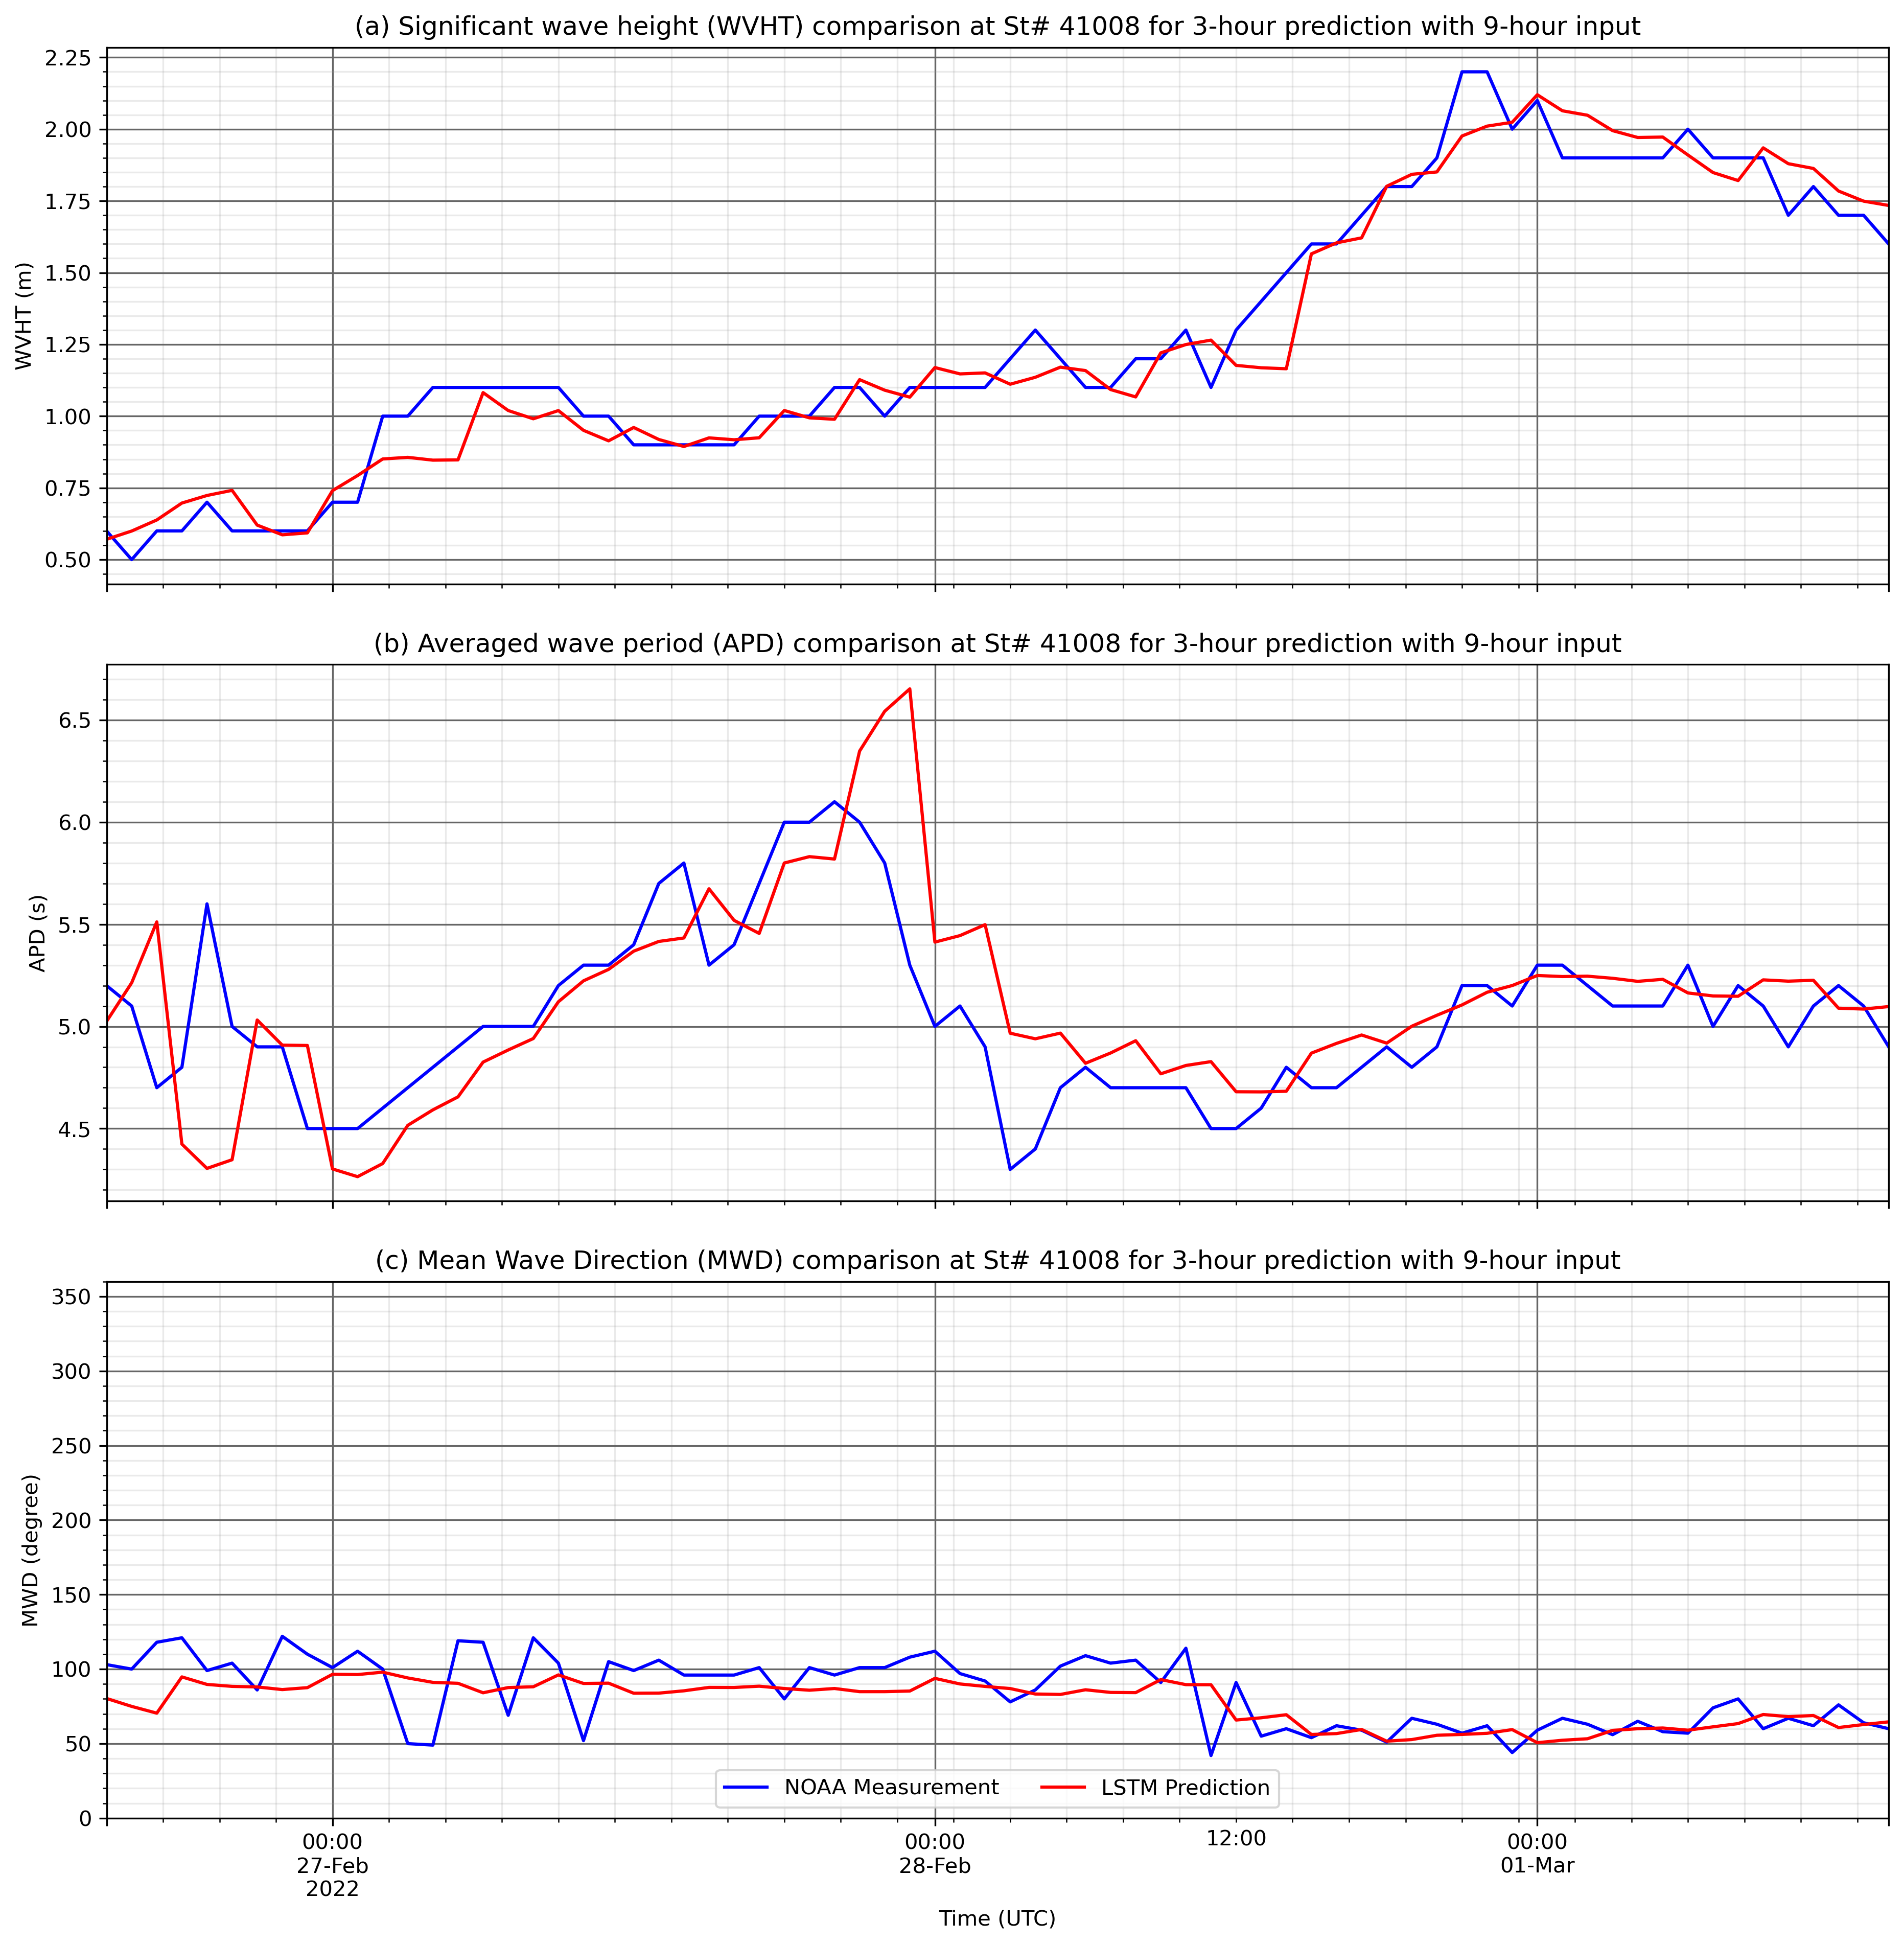 (a) Significant wave height (WVHT) comparison at St# 41008 for 3-hour prediction with 9-hour input
2.25
2.00
1.75
1.50
1.25
1.00
0.75
0.50
WVHT (m)
(b) Averaged wave period (APD) comparison at St# 41008 for 3-hour prediction with 9-hour input
6.5
6.0
5.5
5.0
4.5
APD (s)
(c) Mean Wave Direction (MWD) comparison at St# 41008 for 3-hour prediction with 9-hour input
350
300
250
200
150
100
50
0
MWD (degree)
NOAA Measurement
LSTM Prediction
00:00
27-Feb
2022
00:00
28-Feb
12:00
00:00
01-Mar
Time (UTC)